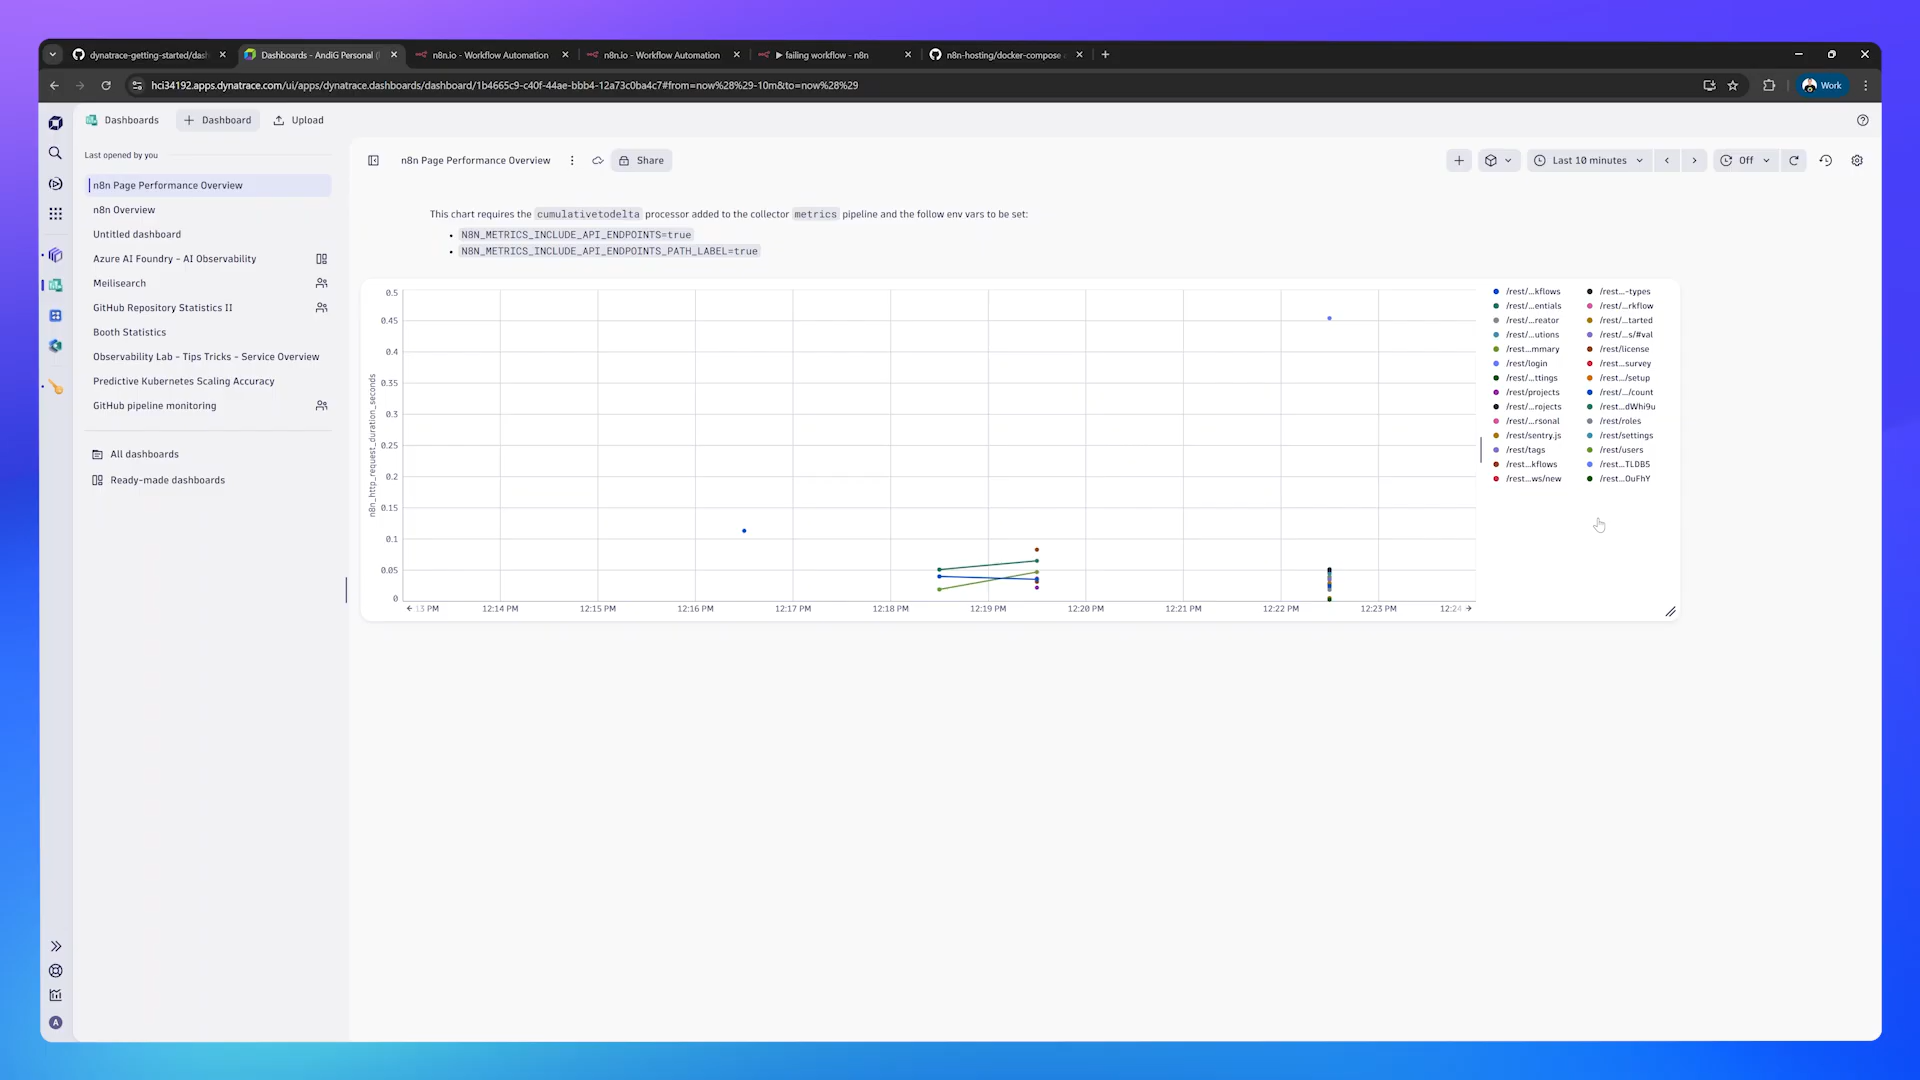 dynatrace-getting-started/dash
Dashboards - AndiG Personal (
n8n.io - Workflow Automation
n8n.io - Workflow Automation
▶ failing workflow - n8n
n8n-hosting/docker-compose
hci34192.apps.dynatrace.com/ui/apps/dynatrace.dashboards/dashboard/1b4665c9-c40f-44ae-bbb4-12a73c0ba4c7#from=now%28%29-10m&to=now%28%29
Work
Dashboards
Dashboard
Upload
Last opened by you
n8n Page Performance Overview
n8n Overview
Untitled dashboard
Azure AI Foundry - AI Observability
Meilisearch
GitHub Repository Statistics II
Booth Statistics
Observability Lab - Tips Tricks - Service Overview
Predictive Kubernetes Scaling Accuracy
GitHub pipeline monitoring
All dashboards
Ready-made dashboards
A
n8n Page Performance Overview
Share
Last 10 minutes
Off
This chart requires the cumulativetodelta processor added to the collector metrics pipeline and the follow env vars to be set:
• N8N_METRICS_INCLUDE_API_ENDPOINTS=true
• N8N_METRICS_INCLUDE_API_ENDPOINTS_PATH_LABEL=true
n8n_http_request_duration_seconds
0.5
0.45
0.4
0.35
0.3
0.25
0.2
0.15
0.1
0.05
0
13 PM
12:14 PM
12:15 PM
12:16 PM
12:17 PM
12:18 PM
12:19 PM
12:20 PM
12:21 PM
12:22 PM
12:23 PM
12:24
/rest/...kflows
/rest/...entials
/rest/...reator
/rest/...utions
/rest...mmary
/rest/login
/rest/...ttings
/rest/projects
/rest/...rojects
/rest/...rsonal
/rest/sentry.js
/rest/tags
/rest...kflows
/rest...ws/new
/rest...-types
/rest/...rkflow
/rest/...tarted
/rest/...s/#val
/rest/license
/rest...survey
/rest.../setup
/rest/.../count
/rest...dWhi9u
/rest/roles
/rest/settings
/rest/users
/rest...TLDB5
/rest...OuFhY